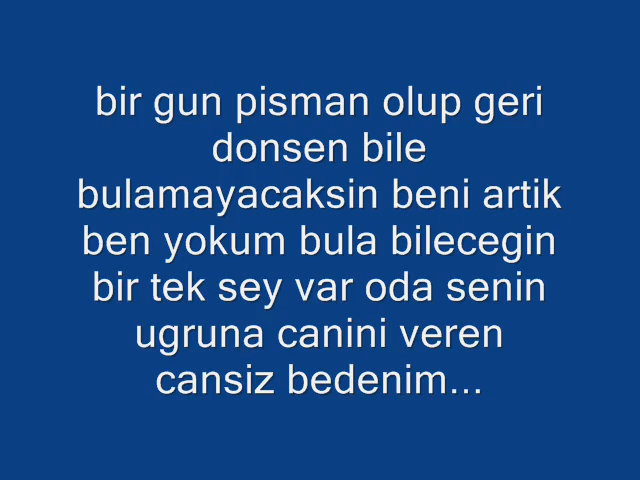 bir gun pisman olup geri
donsen bile
bulamayacaksin beni artik
ben yokum bula bilecegin
bir tek sey var oda senin
ugruna canini veren
cansiz bedenim...